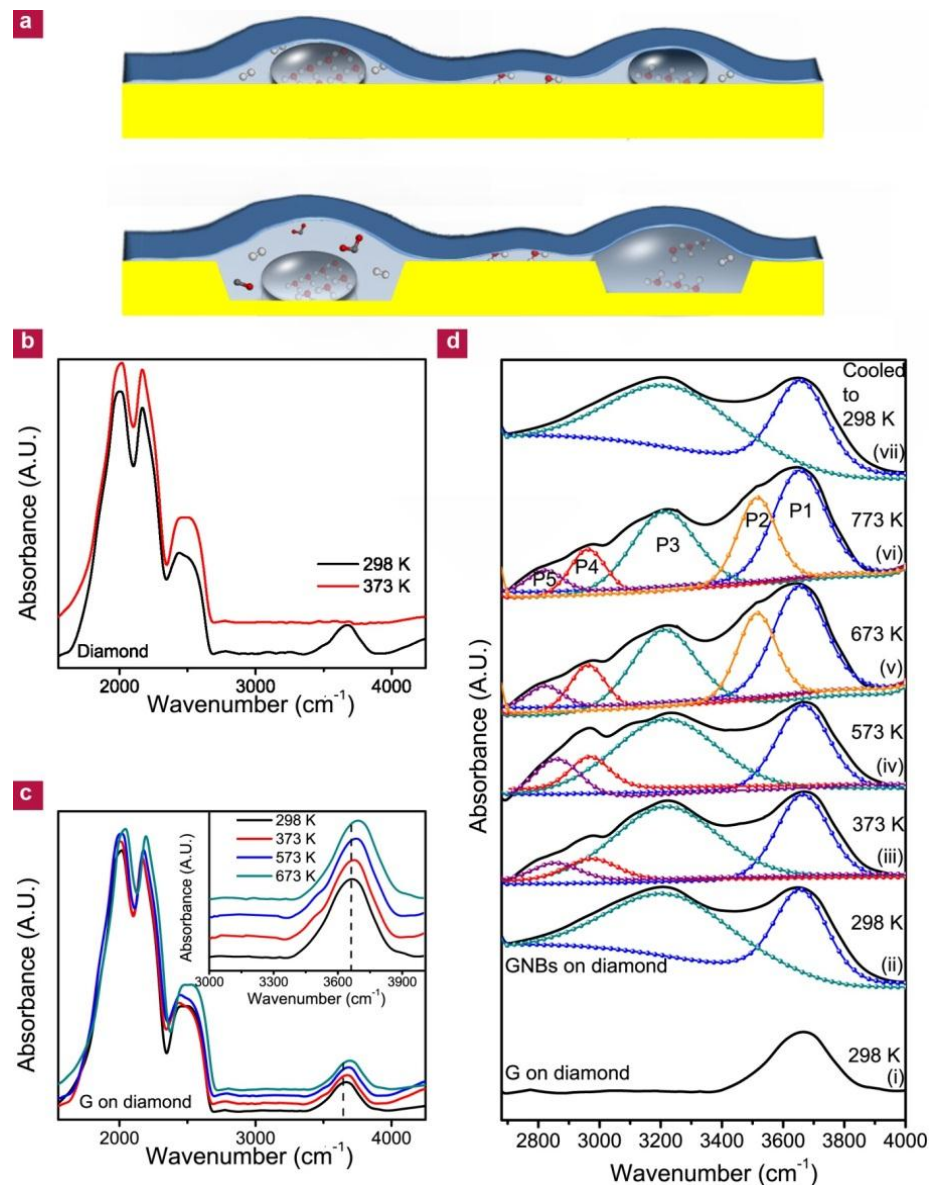 a
b
Absorbance (A.U.)
298 K
373 K
Diamond
2000 3000 4000
Wavenumber (cm⁻¹)
c
Absorbance (A.U.)
G on diamond
2000 3000 4000
Wavenumber (cm⁻¹)
Absorbance (A.U.)
298 K
373 K
573 K
673 K
3000 3300 3600 3900
Wavenumber (cm⁻¹)
d
Absorbance (A.U.)
Cooled
to
298 K
(vii)
P5 P4 P3 P2 P1
773 K
(vi)
673 K
(v)
573 K
(iv)
373 K
(iii)
298 K
GNBs on diamond (ii)
298 K
G on diamond (i)
2800 3000 3200 3400 3600 3800 4000
Wavenumber (cm⁻¹)